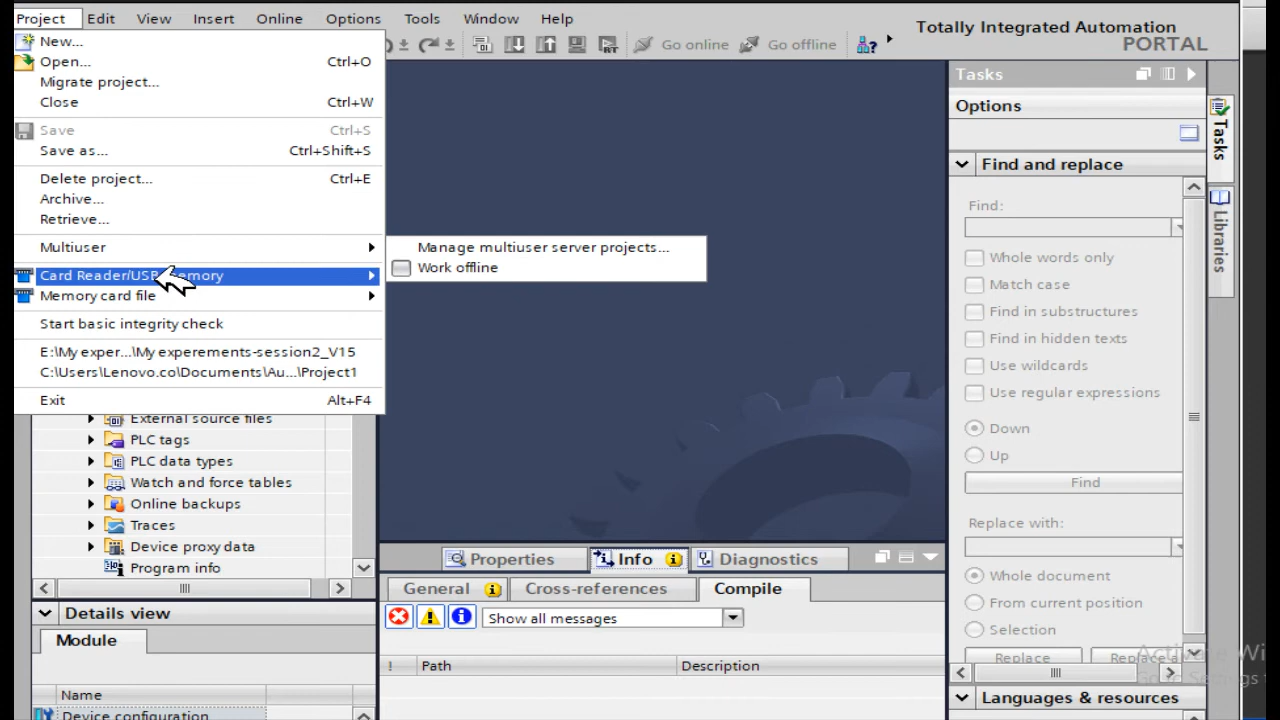 Project Edit View Insert Online Options Tools Window Help
Totally Integrated Automation
PORTAL
Go online Go offline
New...
Open... Ctrl+O
Migrate project...
Close Ctrl+W
Save Ctrl+S
Save as... Ctrl+Shift+S
Delete project... Ctrl+E
Archive...
Retrieve...
Multiuser
Card Reader/USB memory
Memory card file
Start basic integrity check
E:\My exper...\My experements-session2_V15
C:\Users\Lenovo.co\Documents\Au...\Project1
Exit Alt+F4
Manage multiuser server projects...
Work offline
External source files
PLC tags
PLC data types
Watch and force tables
Online backups
Traces
Device proxy data
Program info
Details view
Module
Name
Device configuration
Properties Info Diagnostics
General Cross-references Compile
Show all messages
! Path Description
Tasks
Options
Find and replace
Find:
Whole words only
Match case
Find in substructures
Find in hidden texts
Use wildcards
Use regular expressions
Down
Up
Find
Replace with:
Whole document
From current position
Selection
Replace
Languages & resources
Tasks
Libraries